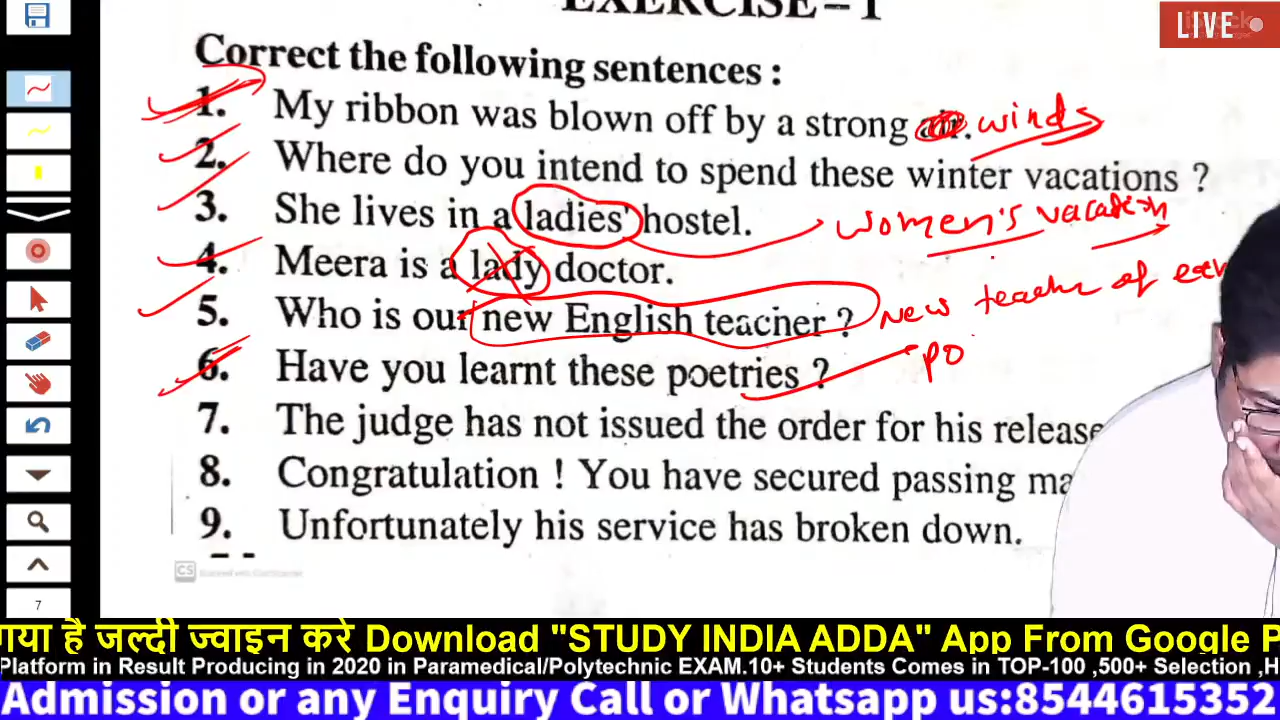 EXERCISE – 1
LIVE
Correct the following sentences :
1. My ribbon was blown off by a strong air. winds
2. Where do you intend to spend these winter vacations ?
3. She lives in a ladies' hostel. women's vacation
4. Meera is a lady doctor.
5. Who is our new English teacher ? New teacher of
6. Have you learnt these poetries ? po
7. The judge has not issued the order for his release
8. Congratulation ! You have secured passing ma
9. Unfortunately his service has broken down.
CS
7
गया है जल्दी ज्वाइन करे Download "STUDY INDIA ADDA" App From Google P
Platform in Result Producing in 2020 in Paramedical/Polytechnic EXAM.10+ Students Comes in TOP-100 ,500+ Selection ,H
Admission or any Enquiry Call or Whatsapp us:8544615352